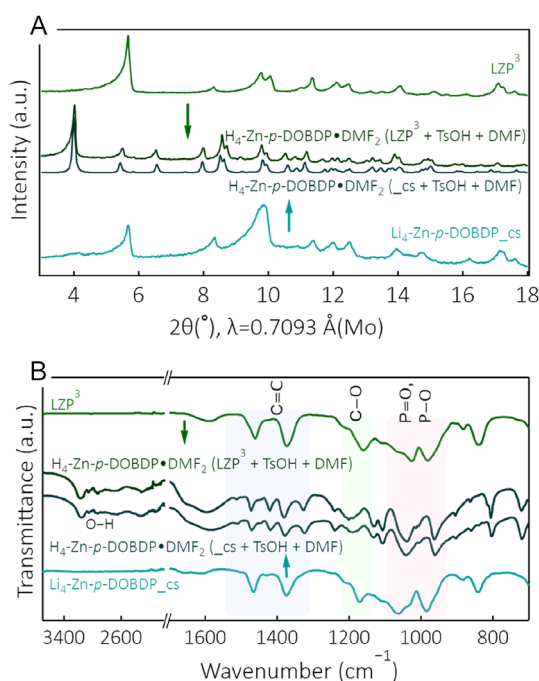 A
LZP³
H₄-Zn-p-DOBDP•DMF₂ (LZP³ + TsOH + DMF)
H₄-Zn-p-DOBDP•DMF₂ (_cs + TsOH + DMF)
Li₄-Zn-p-DOBDP_cs
Intensity (a.u.)
4 6 8 10 12 14 16 18
2θ(°), λ=0.7093 Å(Mo)
B
LZP³
C=C
C–O
P=O,
P–O
H₄-Zn-p-DOBDP•DMF₂ (LZP³ + TsOH + DMF)
O–H
H₄-Zn-p-DOBDP•DMF₂ (_cs + TsOH + DMF)
Li₄-Zn-p-DOBDP_cs
Transmittance (a.u.)
3400 2600 1600 1400 1200 1000 800
Wavenumber (cm⁻¹)